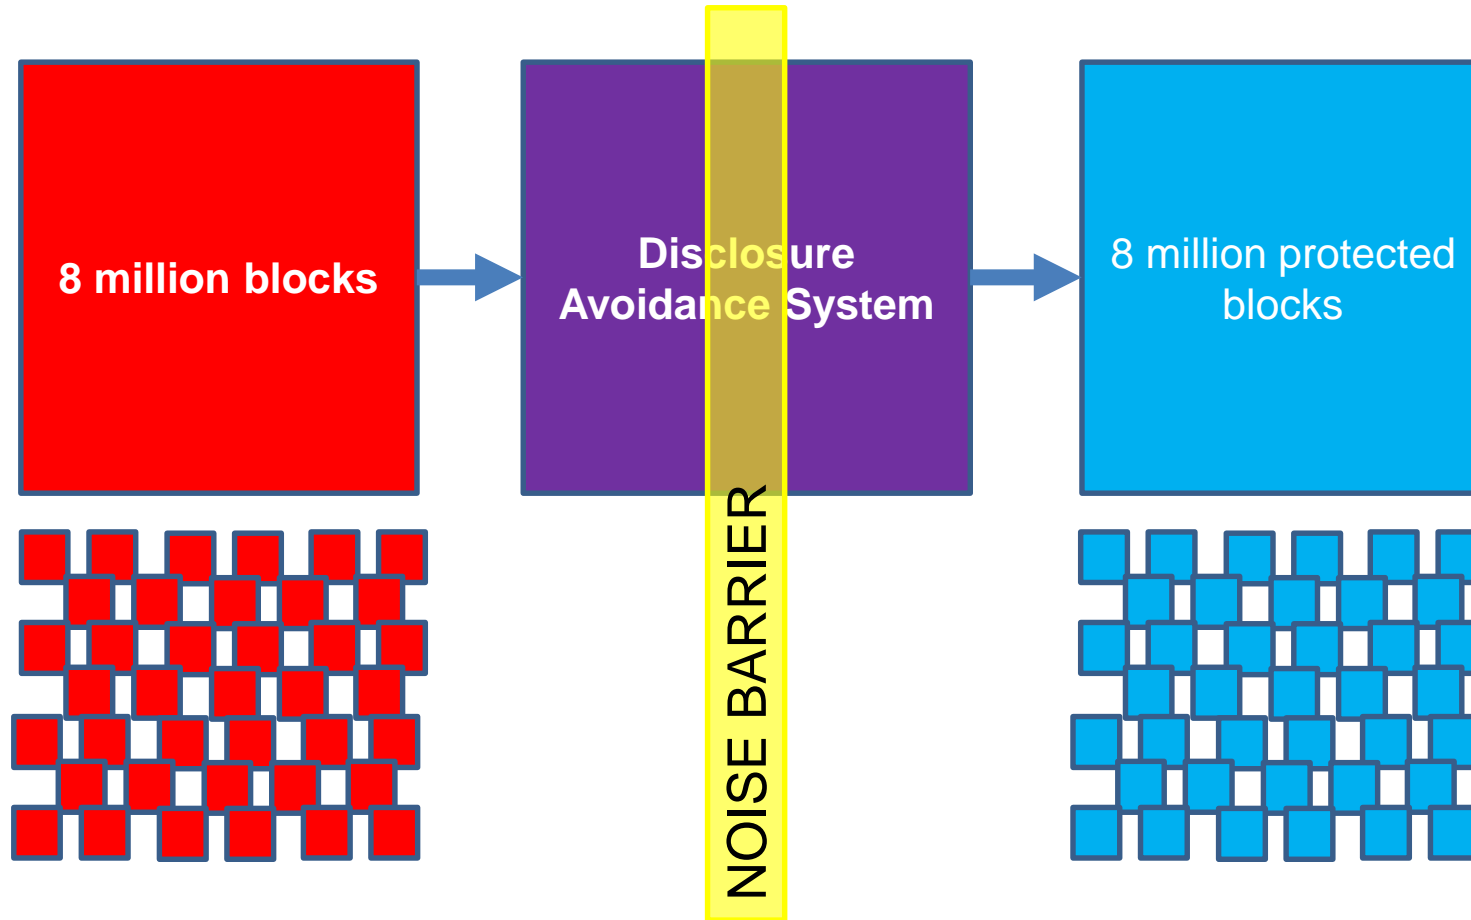 8 million blocks
Disclosure
Avoidance System
8 million protected
blocks
NOISE BARRIER